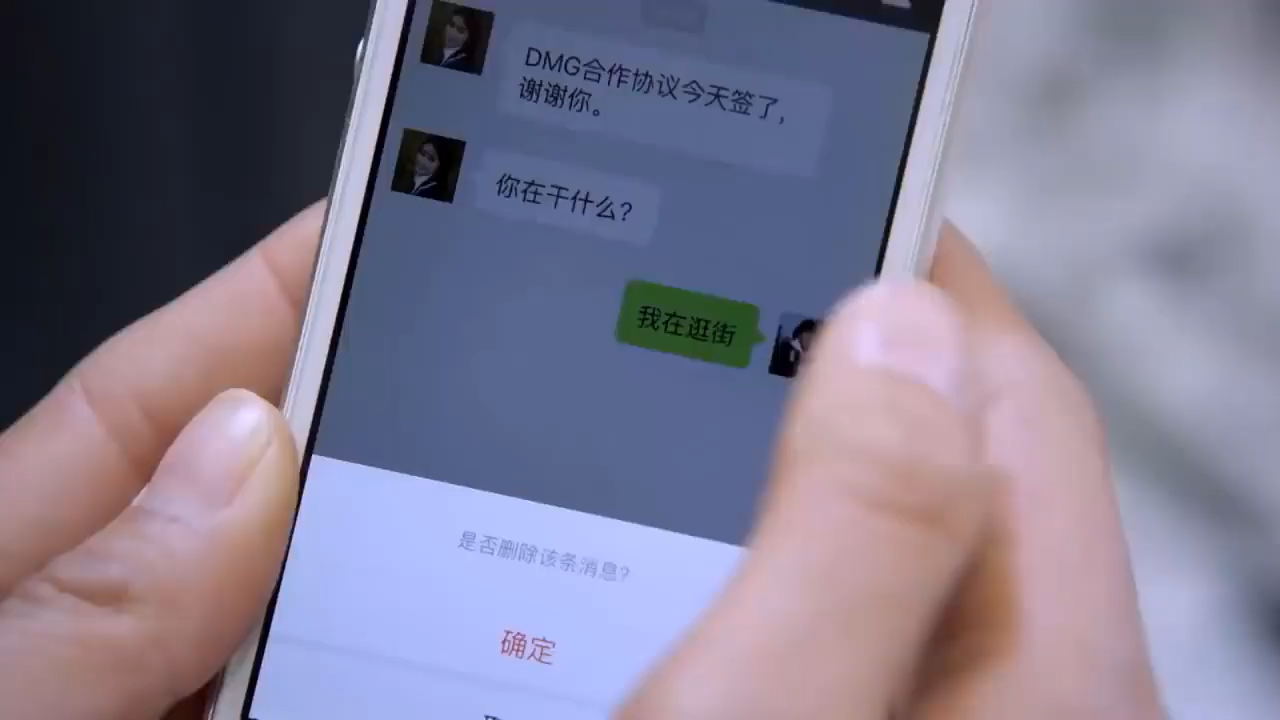 DMG合作协议今天签了,
谢谢你。
你在干什么?
我在逛街
是否删除该条消息?
确定